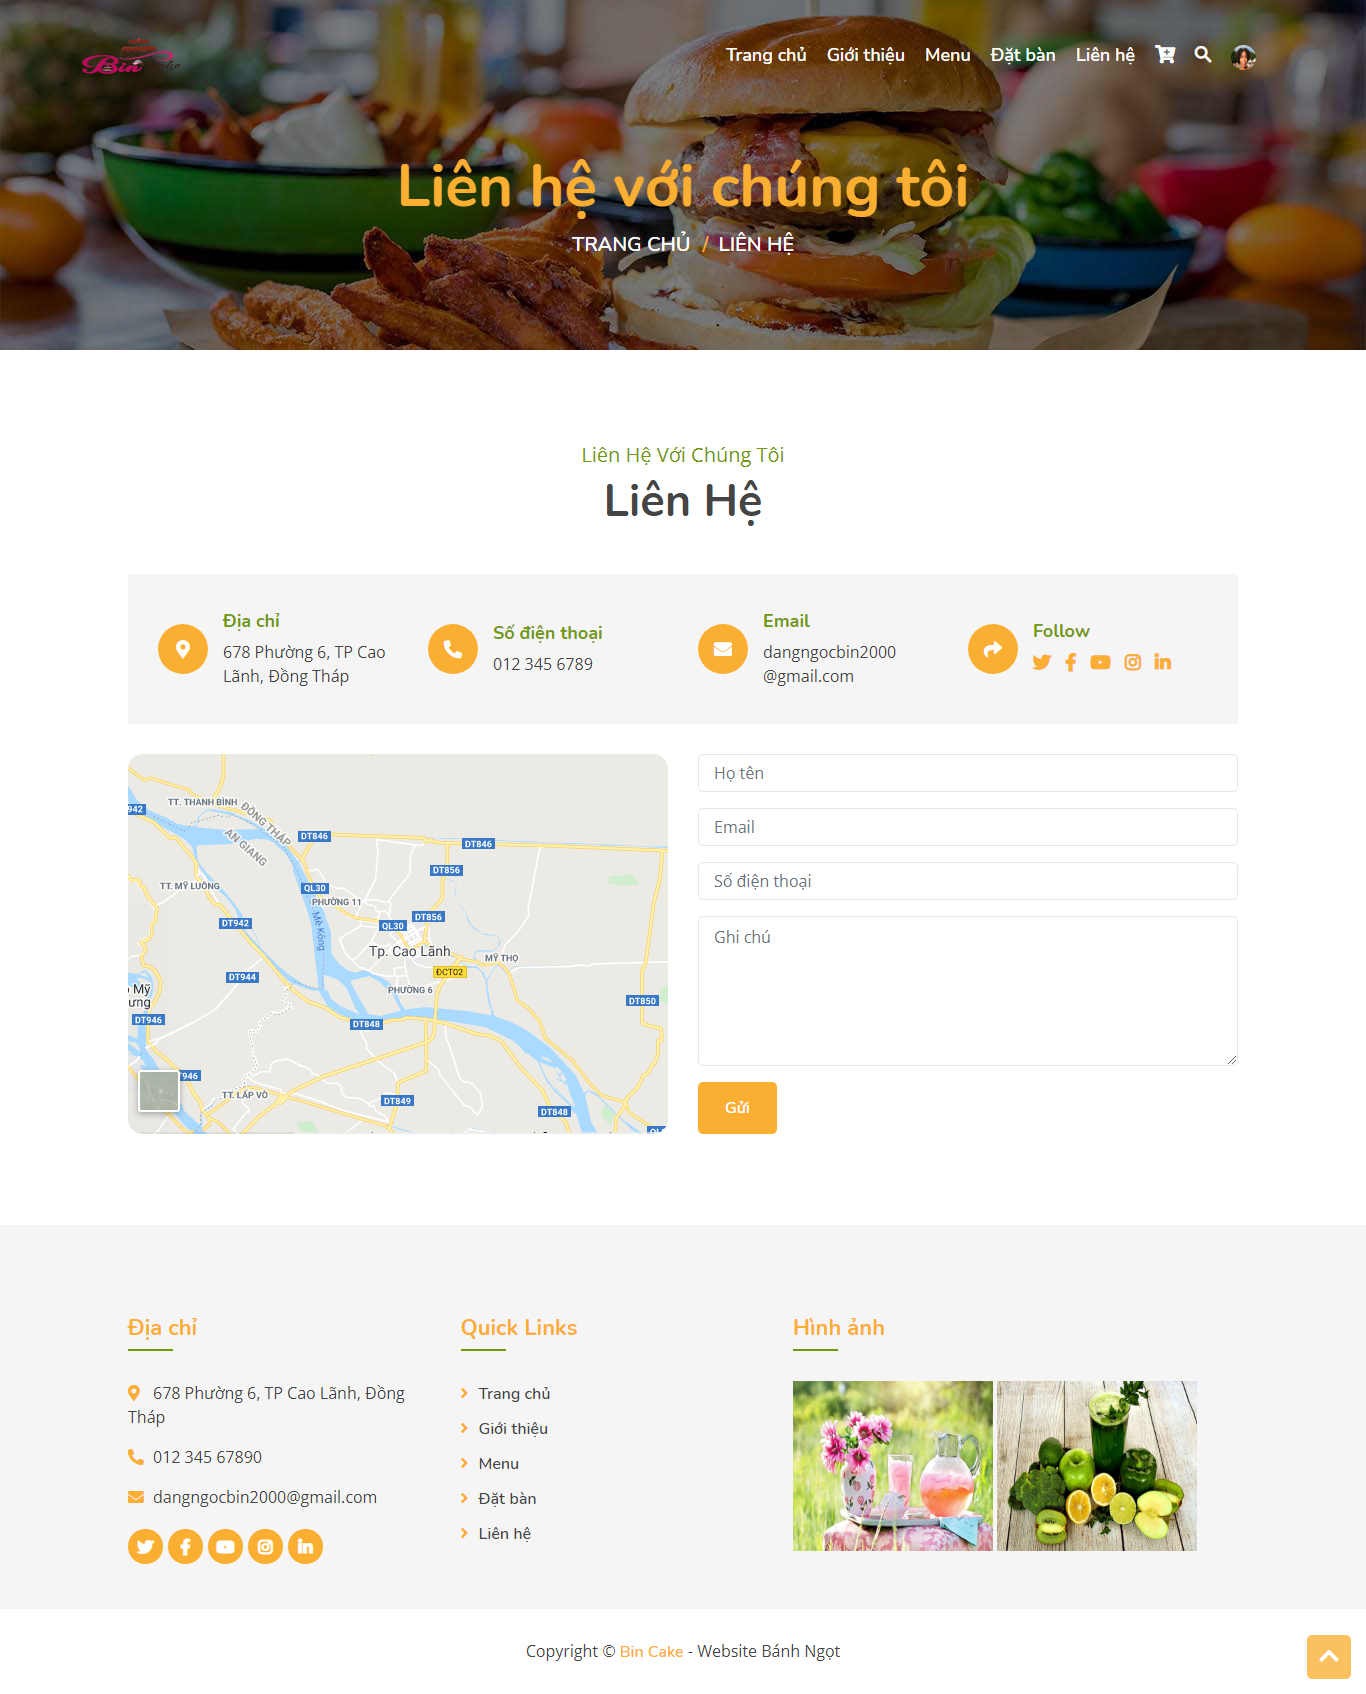 Bin Cake
Trang chủ Giới thiệu Menu Đặt bàn Liên hệ
Liên hệ với chúng tôi
TRANG CHỦ / LIÊN HỆ
Liên Hệ Với Chúng Tôi
Liên Hệ
Địa chỉ
678 Phường 6, TP Cao
Lãnh, Đồng Tháp
Số điện thoại
012 345 6789
Email
dangngocbin2000
@gmail.com
Follow
942
TT. THANH BÌNH
ĐỒNG THÁP
AN GIANG
DT846
DT846
DT856
TT. MỸ LUÔNG
QL30
PHƯỜNG 11
DT942
Mê Kông
QL30
DT856
Tp. Cao Lãnh
MỸ THỌ
ĐCT02
DT944
PHƯỜNG 6
Mỹ
ưng
DT850
DT946
DT848
946
TT. LẤP VÒ
DT849
DT848
Họ tên
Email
Số điện thoại
Ghi chú
Gửi
Địa chỉ
678 Phường 6, TP Cao Lãnh, Đồng
Tháp
012 345 67890
dangngocbin2000@gmail.com
Quick Links
Trang chủ
Giới thiệu
Menu
Đặt bàn
Liên hệ
Hình ảnh
Copyright © Bin Cake - Website Bánh Ngọt